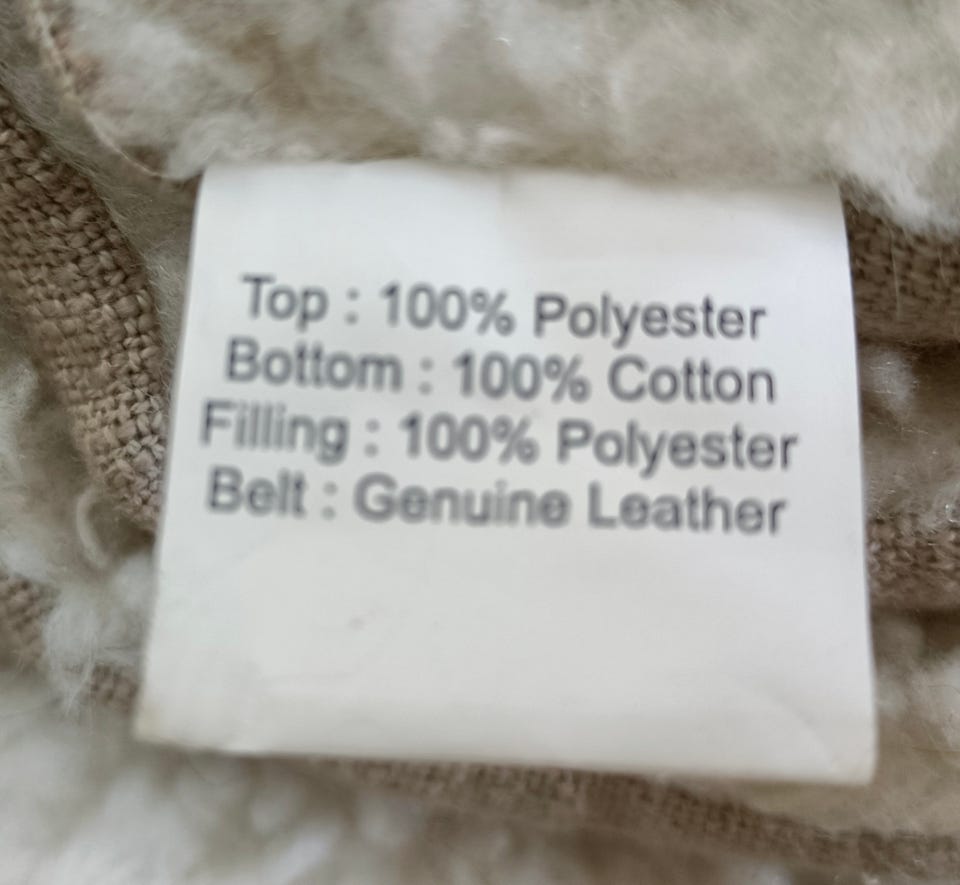 Top : 100% Polyester
Bottom : 100% Cotton
Filling : 100% Polyester
Belt : Genuine Leather